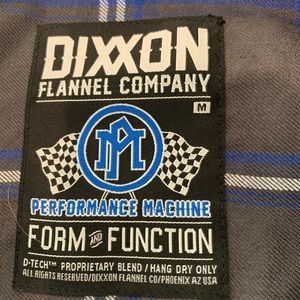 DIXXON
FLANNEL COMPANY
M
PM
PERFORMANCE MACHINE
FORM AND FUNCTION
D-TECH™ PROPRIETARY BLEND / HANG DRY ONLY
ALL RIGHTS RESERVED/DIXXON FLANNEL CO/PHOENIX AZ USA